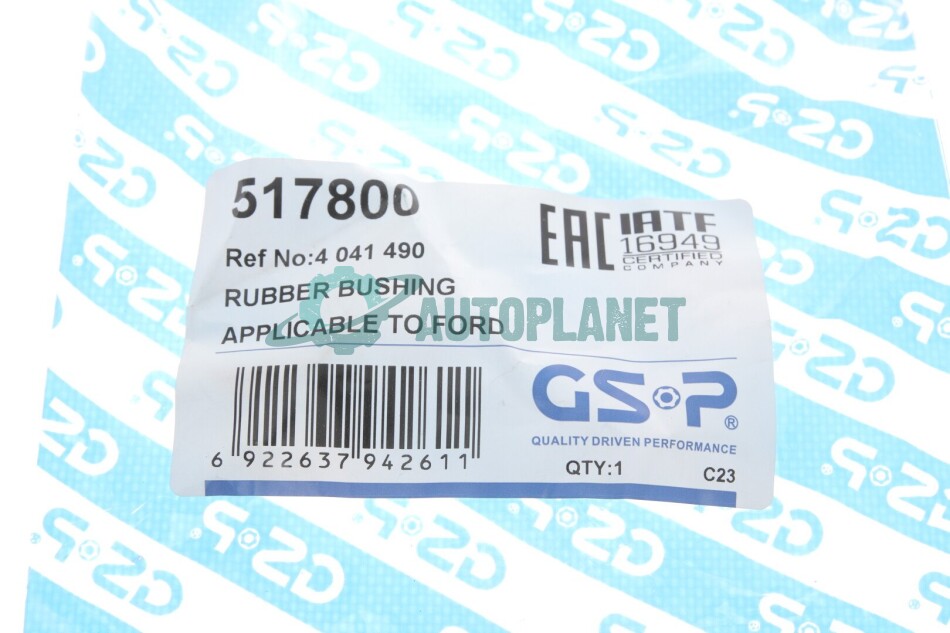 517800
Ref No:4 041 490
RUBBER BUSHING
APPLICABLE TO FORD
EAC
IATF
16949
CERTIFIED
COMPANY
AUTOPLANET
GSP®
QUALITY DRIVEN PERFORMANCE
6 922637 942611
QTY:1
C23